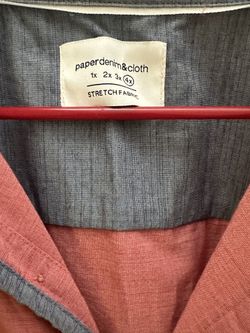 paperdenim&cloth
1x 2x 3x 4x
STRETCH FABRIC